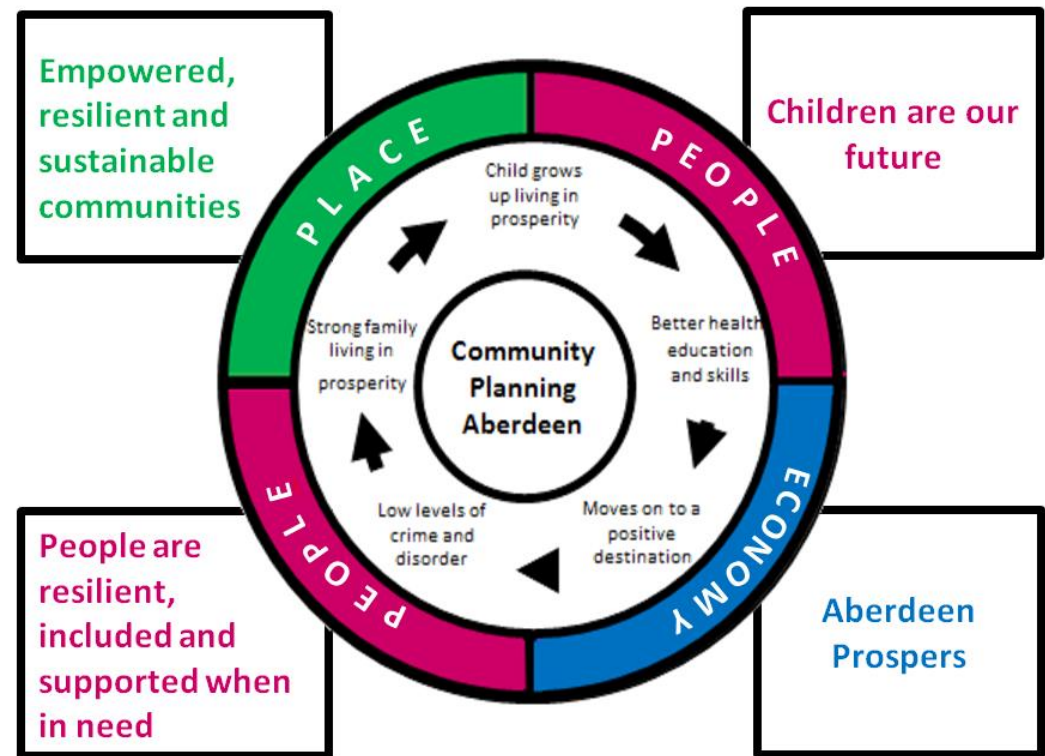 Empowered,
resilient and
sustainable
communities
Children are our
future
PLACE
PEOPLE
Child grows
up living in
prosperity
Strong family
living in
prosperity
Community
Planning
Aberdeen
Better health
education
and skills
Low levels of
crime and
disorder
Moves on to a
positive
destination
PEOPLE
ECONOMY
People are
resilient,
included and
supported when
in need
Aberdeen
Prospers